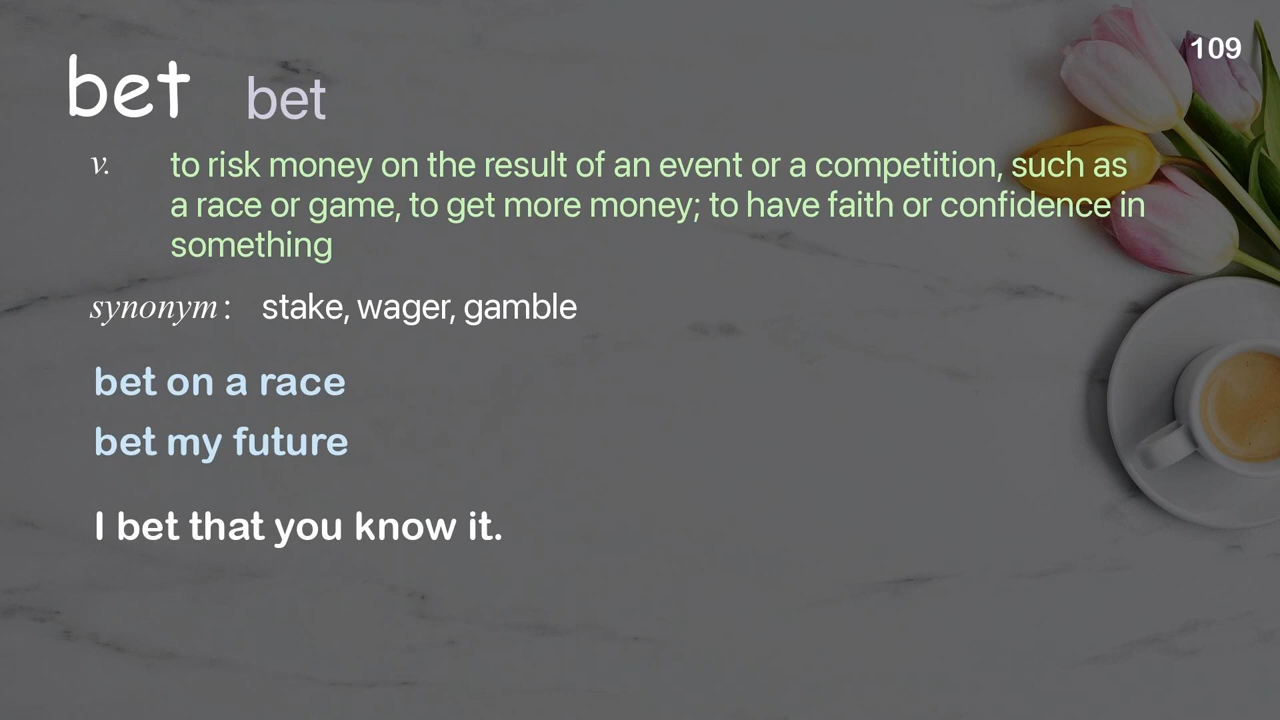 109
bet bet
v. to risk money on the result of an event or a competition, such as
a race or game, to get more money; to have faith or confidence in
something
synonym : stake, wager, gamble
bet on a race
bet my future
I bet that you know it.